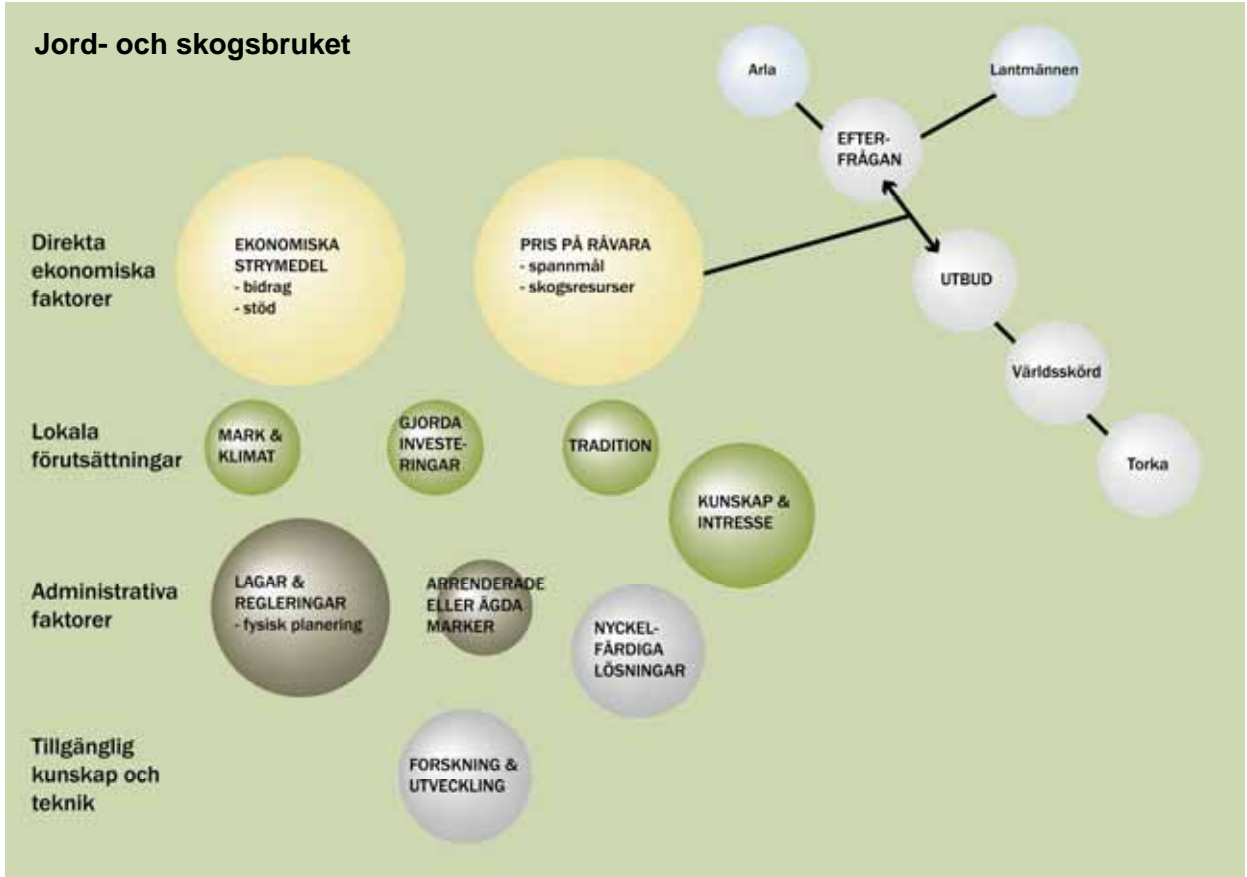 Jord- och skogsbruket
Arla
Lantmännen
EFTER-
FRÅGAN
Direkta
ekonomiska
faktorer
EKONOMISKA
STRYMEDEL
- bidrag
- stöd
PRIS PÅ RÅVARA
- spannmål
- skogsresurser
UTBUD
Världsskörd
Torka
Lokala
förutsättningar
MARK &
KLIMAT
GJORDA
INVESTE-
RINGAR
TRADITION
KUNSKAP &
INTRESSE
Administrativa
faktorer
LAGAR &
REGLERINGAR
- fysisk planering
ARRENDERADE
ELLER ÄGDA
MARKER
NYCKEL-
FÄRDIGA
LÖSNINGAR
Tillgänglig
kunskap och
teknik
FORSKNING &
UTVECKLING